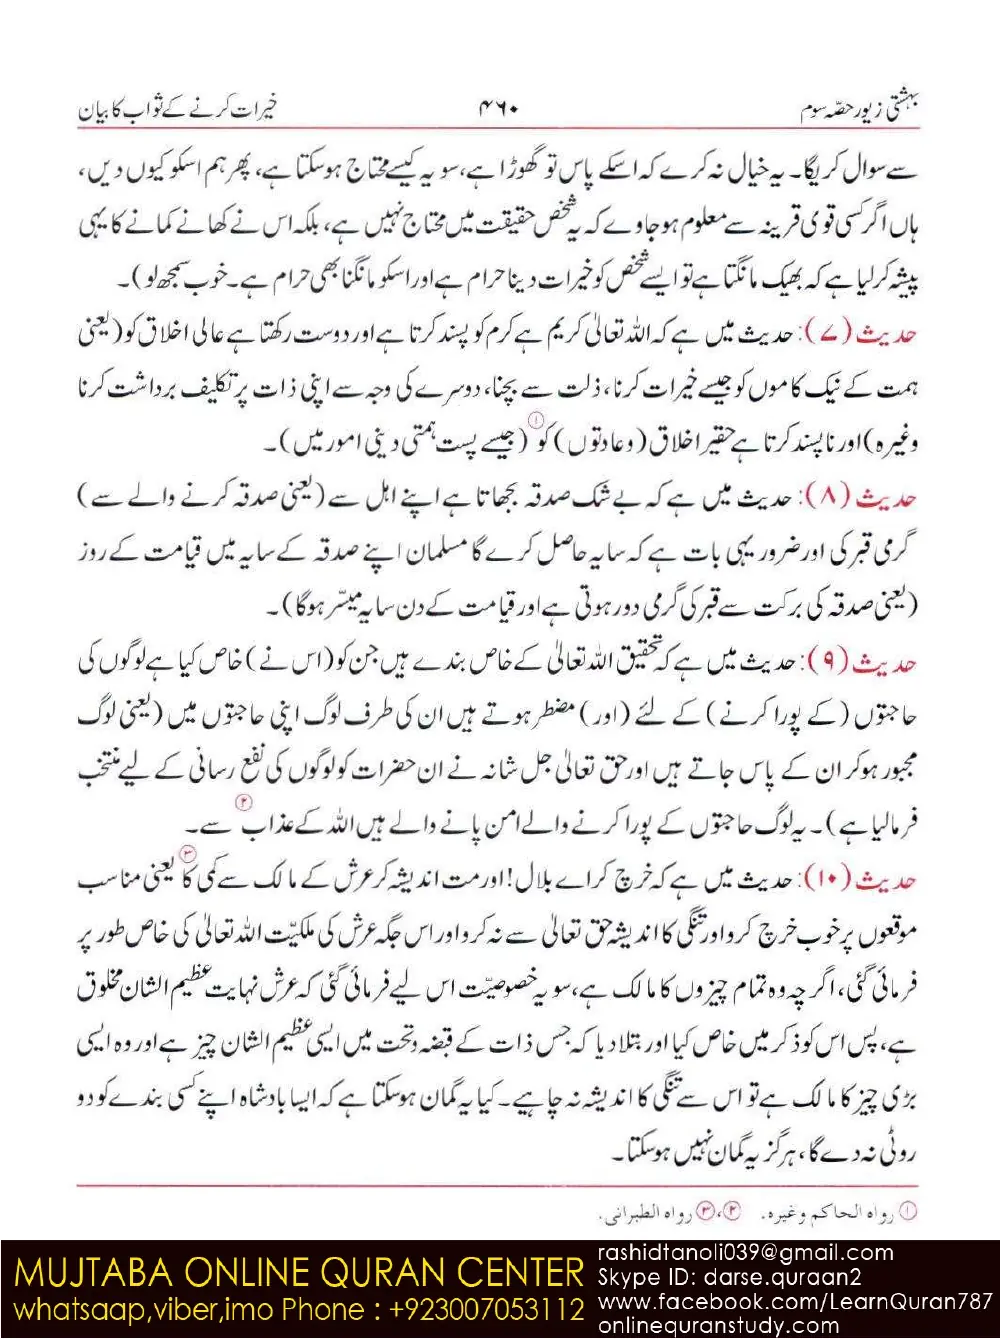 بہشتی زیور حصّہ سوم ۴۶۰ خیرات کرنے کے ثواب کا بیان
سے سوال کریگا۔ یہ خیال نہ کرے کہ اسکے پاس تو گھوڑا ہے، سو یہ کیسے محتاج ہوسکتا ہے، پھر ہم اسکو کیوں دیں،
ہاں اگر کسی قوی قرینہ سے معلوم ہوجاوے کہ یہ شخص حقیقت میں محتاج نہیں ہے، بلکہ اس نے کھانے کمانے کا یہی
پیشہ کرلیا ہے کہ بھیک مانگتا ہے تو ایسے شخص کو خیرات دینا حرام ہے اور اسکو مانگنا بھی حرام ہے۔ خوب سمجھ لو)۔
حدیث (۷): حدیث میں ہے کہ اللہ تعالیٰ کریم ہے کرم کو پسند کرتا ہے اور دوست رکھتا ہے عالی اخلاق کو (یعنی
ہمت کے نیک کاموں کو جیسے خیرات کرنا، ذلت سے بچنا، دوسرے کی وجہ سے اپنی ذات پر تکلیف برداشت کرنا
وغیرہ) اور ناپسند کرتا ہے حقیر اخلاق (وعادتوں) کو ① (جیسے پست ہمتی دینی امور میں)۔
حدیث (۸): حدیث میں ہے کہ بے شک صدقہ بجھاتا ہے اپنے اہل سے (یعنی صدقہ کرنے والے سے)
گرمی قبر کی اور ضرور یہی بات ہے کہ سایہ حاصل کرے گا مسلمان اپنے صدقہ کے سایہ میں قیامت کے روز
(یعنی صدقہ کی برکت سے قبر کی گرمی دور ہوتی ہے اور قیامت کے دن سایہ میسّر ہوگا)۔
حدیث (۹): حدیث میں ہے کہ تحقیق اللہ تعالیٰ کے خاص بندے ہیں جن کو (اس نے) خاص کیا ہے لوگوں کی
حاجتوں (کے پورا کرنے) کے لئے (اور) مضطر ہوتے ہیں ان کی طرف لوگ اپنی حاجتوں میں (یعنی لوگ
مجبور ہوکر ان کے پاس جاتے ہیں اور حق تعالیٰ جل شانہ نے ان حضرات کو لوگوں کی نفع رسانی کے لیے منتخب
فرمالیا ہے)۔ یہ لوگ حاجتوں کے پورا کرنے والے امن پانے والے ہیں اللہ کے عذاب ② سے۔
حدیث (۱۰): حدیث میں ہے کہ خرچ کر اے بلال! اور مت اندیشہ کر عرش کے مالک سے کمی کا ③ یعنی مناسب
موقعوں پر خوب خرچ کرو اور تنگی کا اندیشہ حق تعالیٰ سے نہ کرو اور اس جگہ عرش کی ملکیّت اللہ تعالیٰ کی خاص طور پر
فرمائی گئی، اگرچہ وہ تمام چیزوں کا مالک ہے، سو یہ خصوصیّت اس لیے فرمائی گئی کہ عرش نہایت عظیم الشان مخلوق
ہے، پس اس کو ذکر میں خاص کیا اور بتلادیا کہ جس ذات کے قبضہ و تحت میں ایسی عظیم الشان چیز ہے اور وہ ایسی
بڑی چیز کا مالک ہے تو اس سے تنگی کا اندیشہ نہ چاہیے۔ کیا یہ گمان ہوسکتا ہے کہ ایسا بادشاہ اپنے کسی بندے کو دو
روٹی نہ دے گا، ہرگز یہ گمان نہیں ہوسکتا۔
① رواہ الحاکم وغیرہ. ②،③ رواہ الطبرانی.
MUJTABA ONLINE QURAN CENTER
whatsaap,viber,imo Phone : +923007053112
rashidtanoli039@gmail.com
Skype ID: darse.quraan2
www.facebook.com/LearnQuran787
onlinequranstudy.com